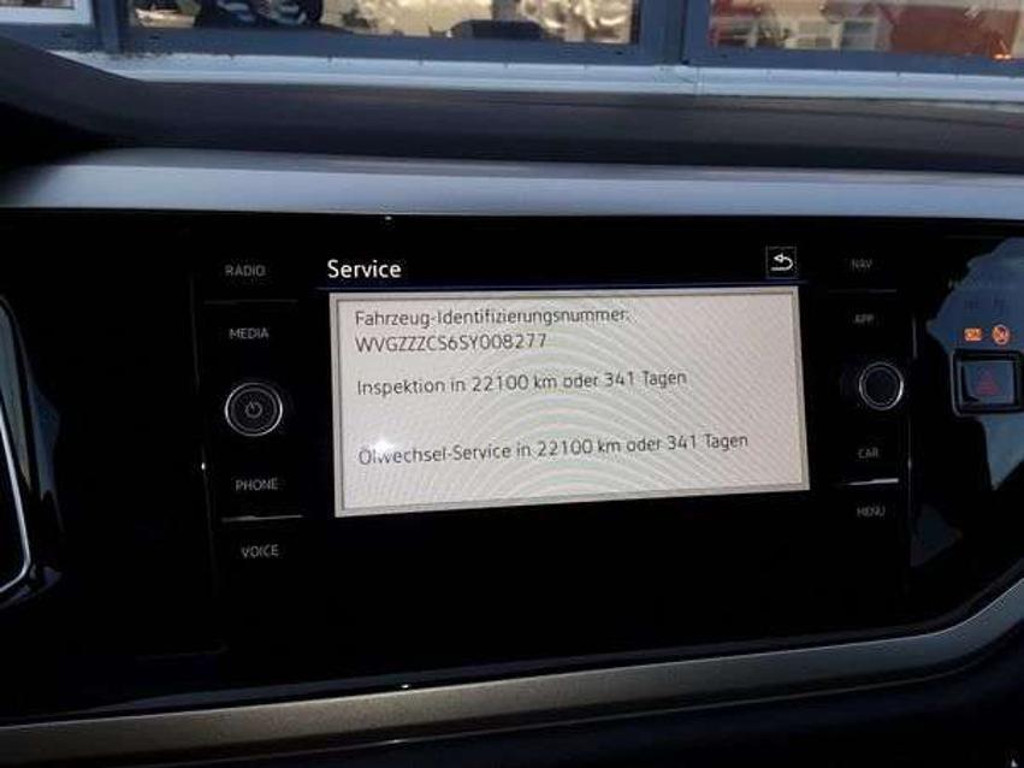 RADIO
Service
NAV
Fahrzeug-Identifizierungsnummer:
WVGZZZCS6SY008277
MEDIA
APP
Inspektion in 22100 km oder 341 Tagen
Ölwechsel-Service in 22100 km oder 341 Tagen
CAR
PHONE
MENU
VOICE